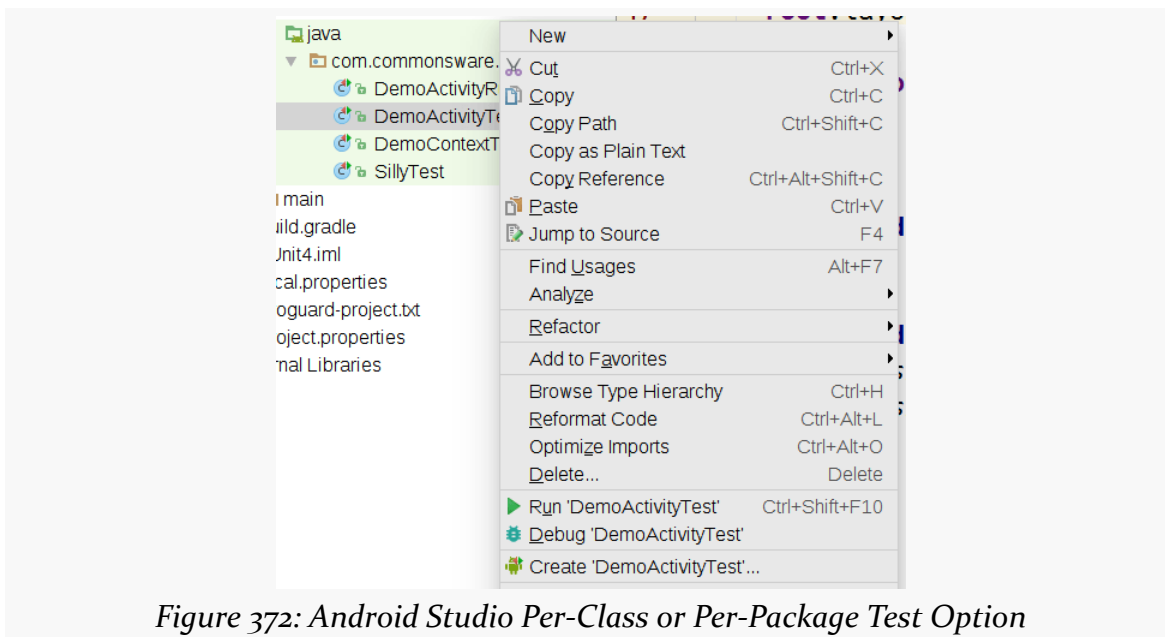 java
New
com.commonsware.
Cut Ctrl+X
DemoActivityR
Copy Ctrl+C
DemoActivityTe
Copy Path Ctrl+Shift+C
DemoContextT
Copy as Plain Text
SillyTest
Copy Reference Ctrl+Alt+Shift+C
main
Paste Ctrl+V
ild.gradle
Jump to Source F4
Unit4.iml
Find Usages Alt+F7
cal.properties
Analyze
oguard-project.txt
Refactor
oject.properties
Add to Favorites
nal Libraries
Browse Type Hierarchy Ctrl+H
Reformat Code Ctrl+Alt+L
Optimize Imports Ctrl+Alt+O
Delete... Delete
Run 'DemoActivityTest' Ctrl+Shift+F10
Debug 'DemoActivityTest'
Create 'DemoActivityTest'...
Figure 372: Android Studio Per-Class or Per-Package Test Option